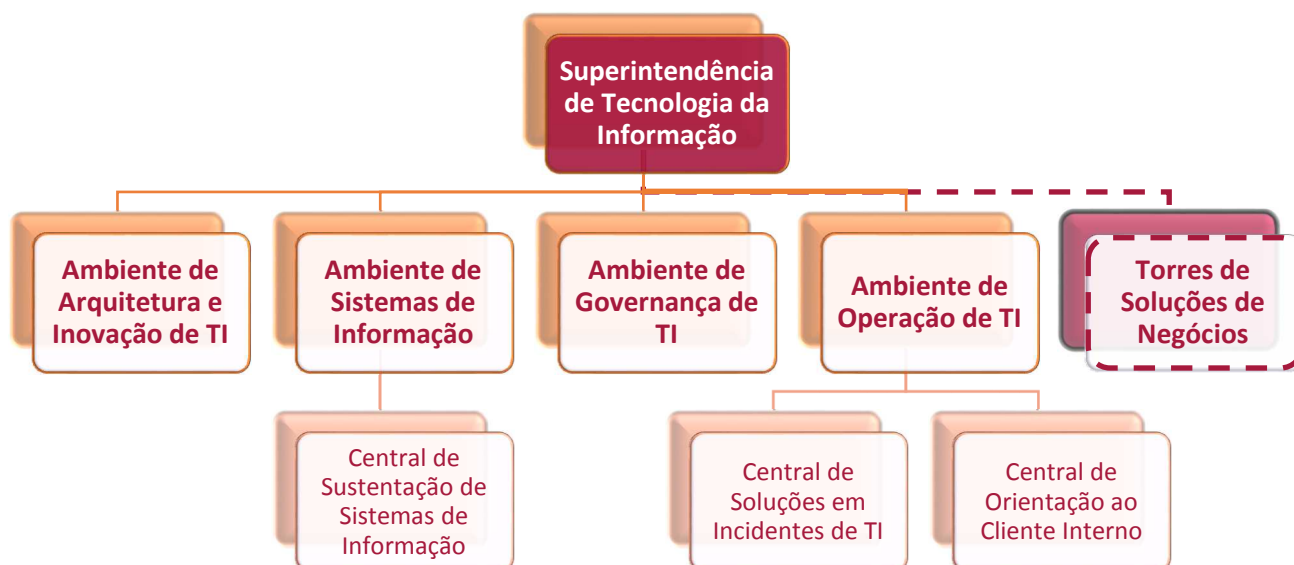 Superintendência
de Tecnologia da
Informação
Ambiente de
Arquitetura e
Inovação de TI
Ambiente de
Sistemas de
Informação
Ambiente de
Governança de
TI
Ambiente de
Operação de TI
Torres de
Soluções de
Negócios
Central de
Sustentação de
Sistemas de
Informação
Central de
Soluções em
Incidentes de TI
Central de
Orientação ao
Cliente Interno